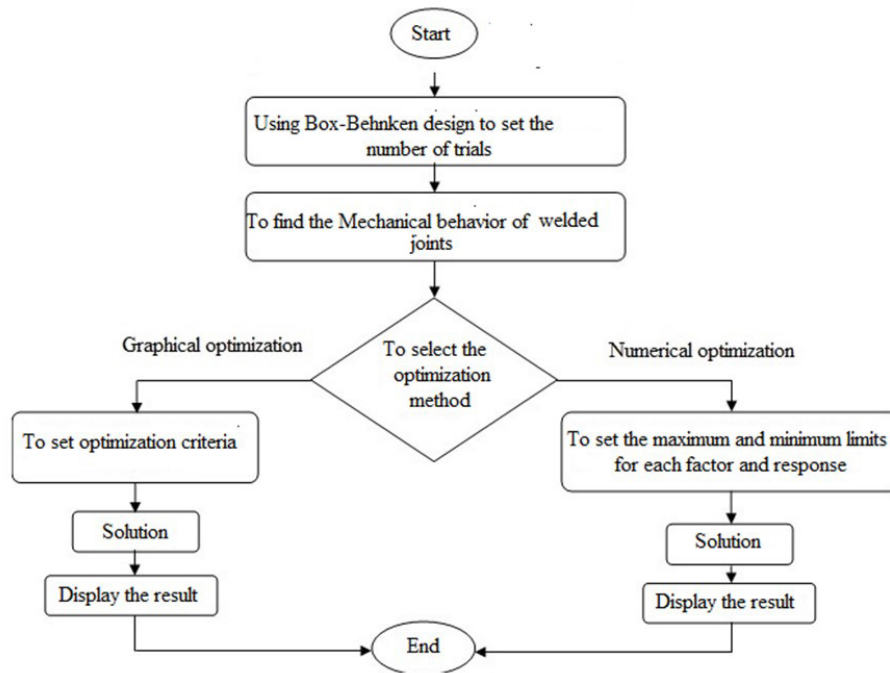 Start
Using Box-Behnken design to set the
number of trials
To find the Mechanical behavior of welded
joints
Graphical optimization
To select the
optimization
method
Numerical optimization
To set optimization criteria
To set the maximum and minimum limits
for each factor and response
Solution
Solution
Display the result
Display the result
End